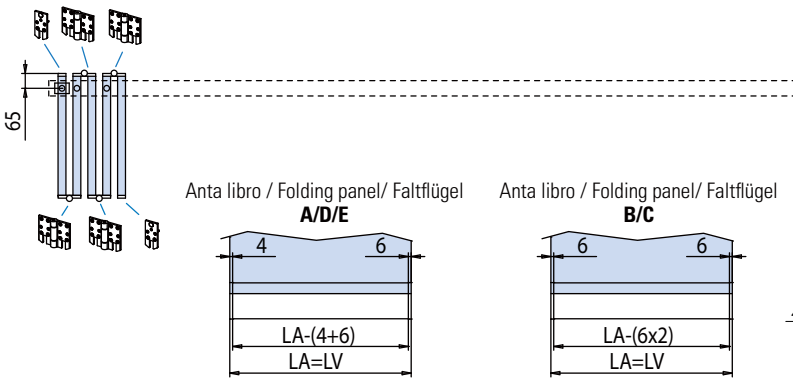 65
Anta libro / Folding panel/ Faltflügel
A/D/E
4 6
LA-(4+6)
LA=LV
Anta libro / Folding panel/ Faltflügel
B/C
6 6
LA-(6x2)
LA=LV